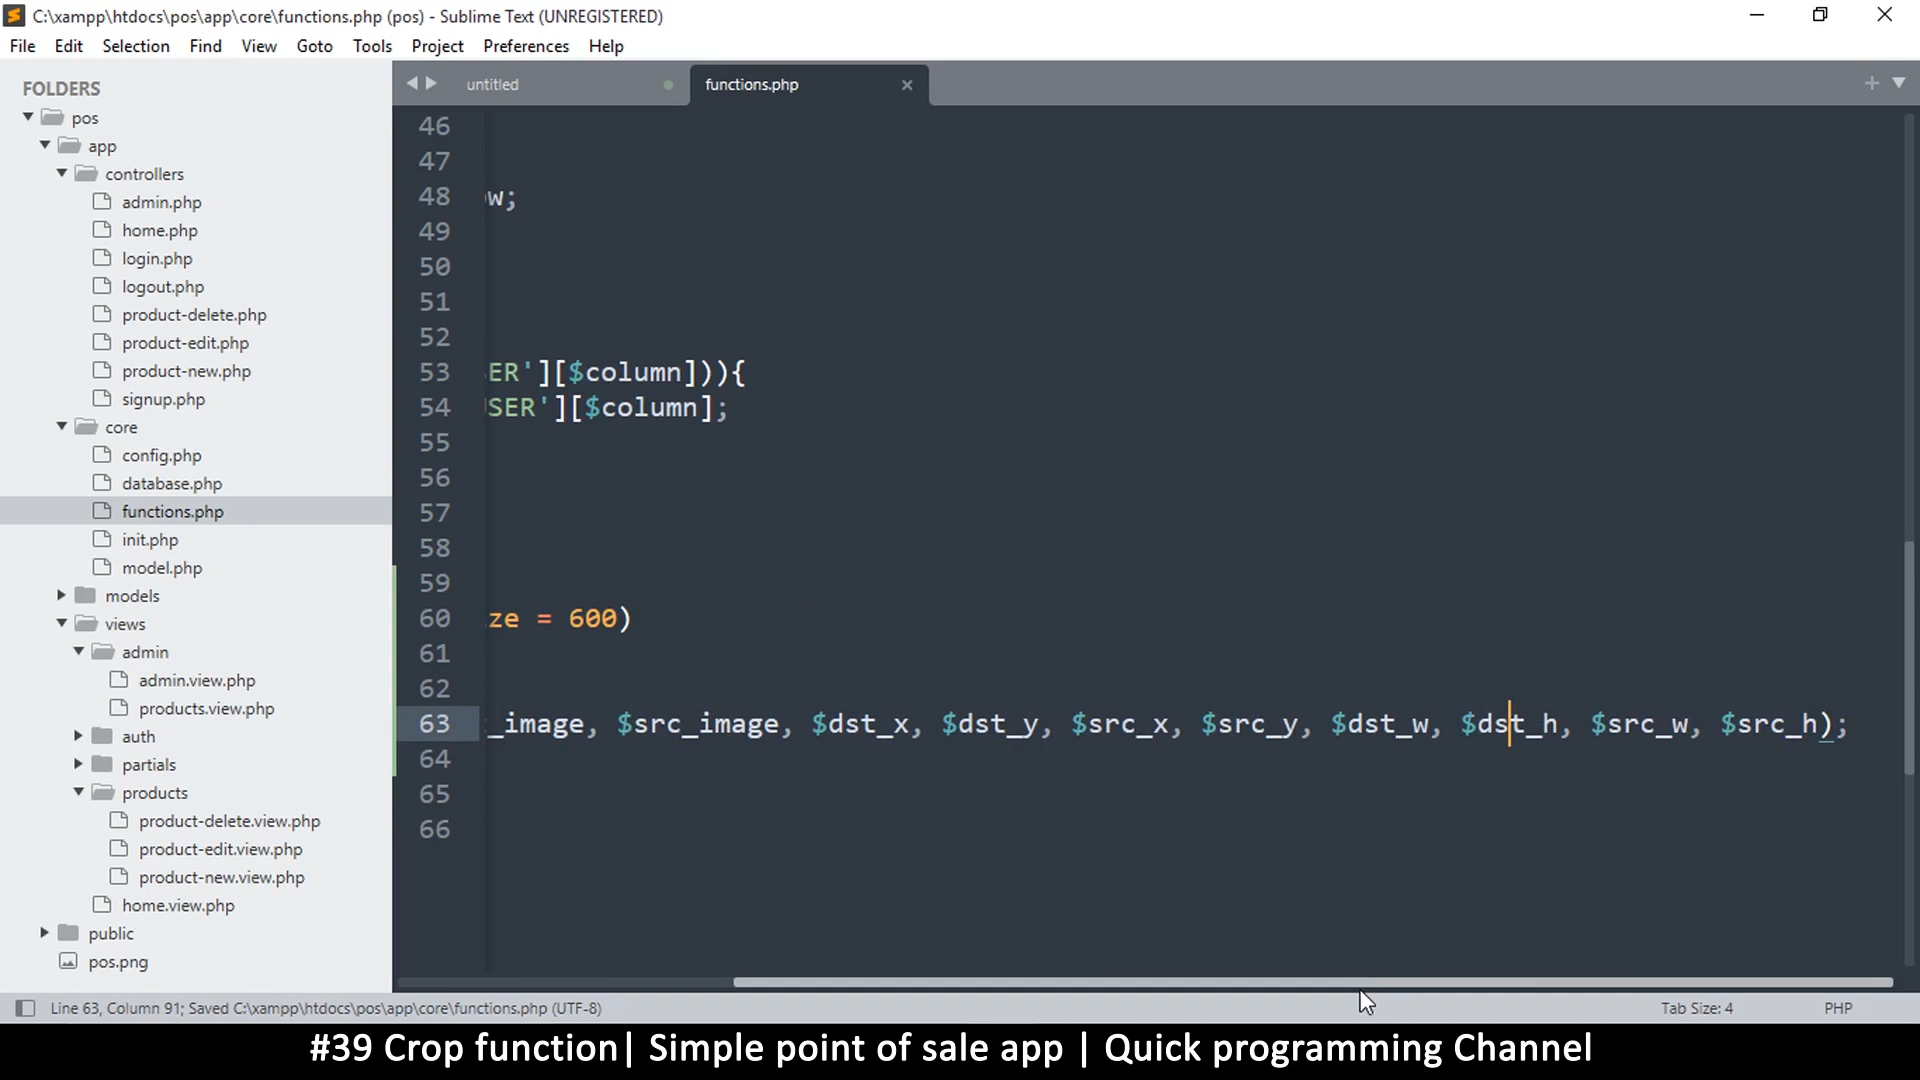 C:\xampp\htdocs\pos\app\core\functions.php (pos) - Sublime Text (UNREGISTERED)
File Edit Selection Find View Goto Tools Project Preferences Help
FOLDERS
pos
app
controllers
admin.php
home.php
login.php
logout.php
product-delete.php
product-edit.php
product-new.php
signup.php
core
config.php
database.php
functions.php
init.php
model.php
models
views
admin
admin.view.php
products.view.php
auth
partials
products
product-delete.view.php
product-edit.view.php
product-new.view.php
home.view.php
public
pos.png
untitled functions.php
46
47
48 w;
49
50
51
52
53 ER'][$column])){
54 SER'][$column];
55
56
57
58
59
60 ze = 600)
61
62
63 _image, $src_image, $dst_x, $dst_y, $src_x, $src_y, $dst_w, $dst_h, $src_w, $src_h);
64
65
66
Line 63, Column 91; Saved C:\xampp\htdocs\pos\app\core\functions.php (UTF-8) Tab Size: 4 PHP
#39 Crop function| Simple point of sale app | Quick programming Channel